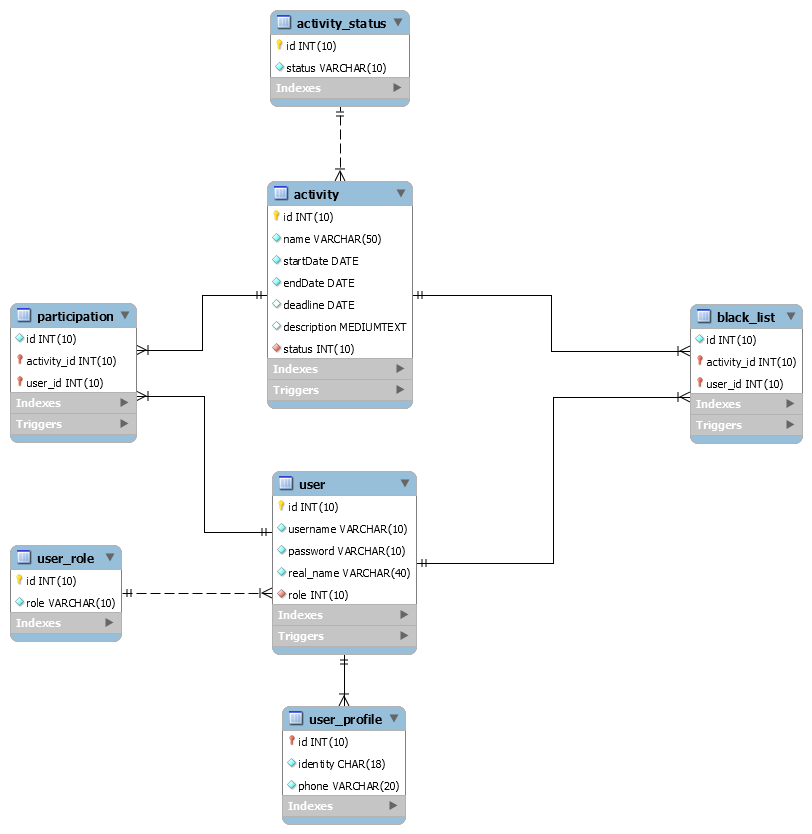 activity_status
id INT(10)
status VARCHAR(10)
Indexes
activity
id INT(10)
name VARCHAR(50)
startDate DATE
endDate DATE
deadline DATE
description MEDIUMTEXT
status INT(10)
Indexes
Triggers
participation
id INT(10)
activity_id INT(10)
user_id INT(10)
Indexes
Triggers
black_list
id INT(10)
activity_id INT(10)
user_id INT(10)
Indexes
Triggers
user
id INT(10)
username VARCHAR(10)
password VARCHAR(10)
real_name VARCHAR(40)
role INT(10)
Indexes
Triggers
user_role
id INT(10)
role VARCHAR(10)
Indexes
user_profile
id INT(10)
identity CHAR(18)
phone VARCHAR(20)
Indexes